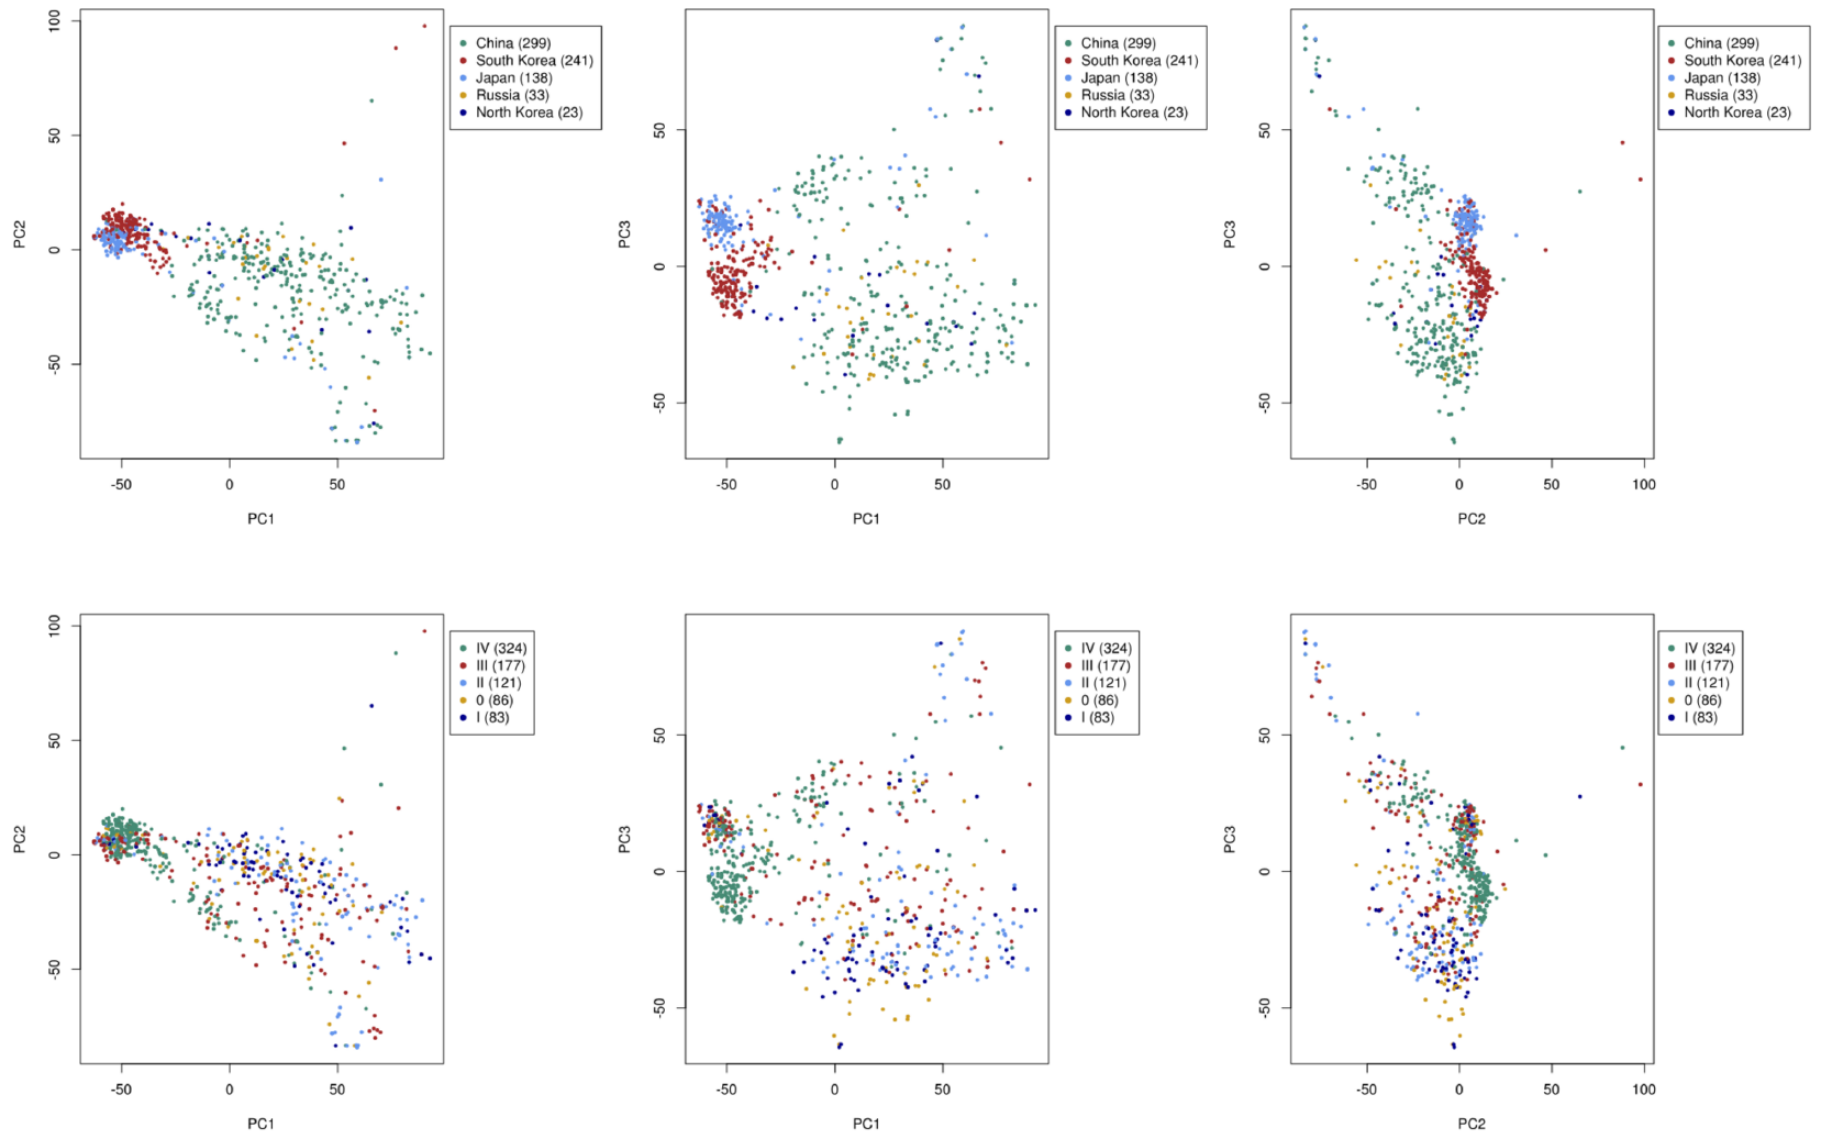 100
50
0
-50
PC2
-50
0
50
PC1
China (299)
South Korea (241)
Japan (138)
Russia (33)
North Korea (23)
50
0
-50
PC3
-50
0
50
PC1
China (299)
South Korea (241)
Japan (138)
Russia (33)
North Korea (23)
50
0
-50
PC3
-50
0
50
100
PC2
China (299)
South Korea (241)
Japan (138)
Russia (33)
North Korea (23)
100
50
0
-50
PC2
-50
0
50
PC1
IV (324)
III (177)
II (121)
0 (86)
I (83)
50
0
-50
PC3
-50
0
50
PC1
IV (324)
III (177)
II (121)
0 (86)
I (83)
50
0
-50
PC3
-50
0
50
100
PC2
IV (324)
III (177)
II (121)
0 (86)
I (83)